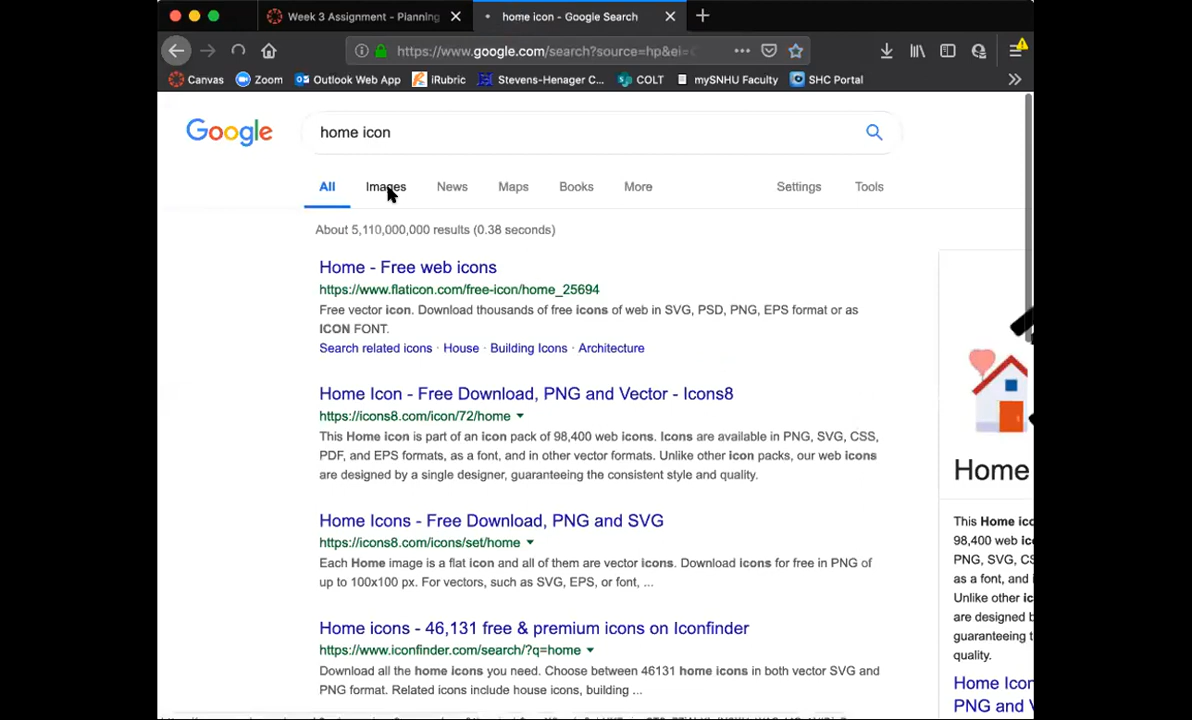 Week 3 Assignment - Planning
home icon - Google Search
https://www.google.com/search?source=hp&ei=
Canvas
Zoom
Outlook Web App
iRubric
Stevens-Henager C...
COLT
mySNHU Faculty
SHC Portal
Google
home icon
All
Images
News
Maps
Books
More
Settings
Tools
About 5,110,000,000 results (0.38 seconds)
Home - Free web icons
https://www.flaticon.com/free-icon/home_25694
Free vector icon. Download thousands of free icons of web in SVG, PSD, PNG, EPS format or as
ICON FONT.
Search related icons · House · Building Icons · Architecture
Home Icon - Free Download, PNG and Vector - Icons8
https://icons8.com/icon/72/home
This Home icon is part of an icon pack of 98,400 web icons. Icons are available in PNG, SVG, CSS,
PDF, and EPS formats, as a font, and in other vector formats. Unlike other icon packs, our web icons
are designed by a single designer, guaranteeing the consistent style and quality.
Home Icons - Free Download, PNG and SVG
https://icons8.com/icons/set/home
Each Home image is a flat icon and all of them are vector icons. Download icons for free in PNG of
up to 100x100 px. For vectors, such as SVG, EPS, or font, ...
Home icons - 46,131 free & premium icons on Iconfinder
https://www.iconfinder.com/search/?q=home
Download all the home icons you need. Choose between 46131 home icons in both vector SVG and
PNG format. Related icons include house icons, building ...
Home
This Home ico
98,400 web ic
PNG, SVG, CS
as a font, and i
Unlike other ic
are designed b
guaranteeing t
quality.
Home Icon
PNG and V